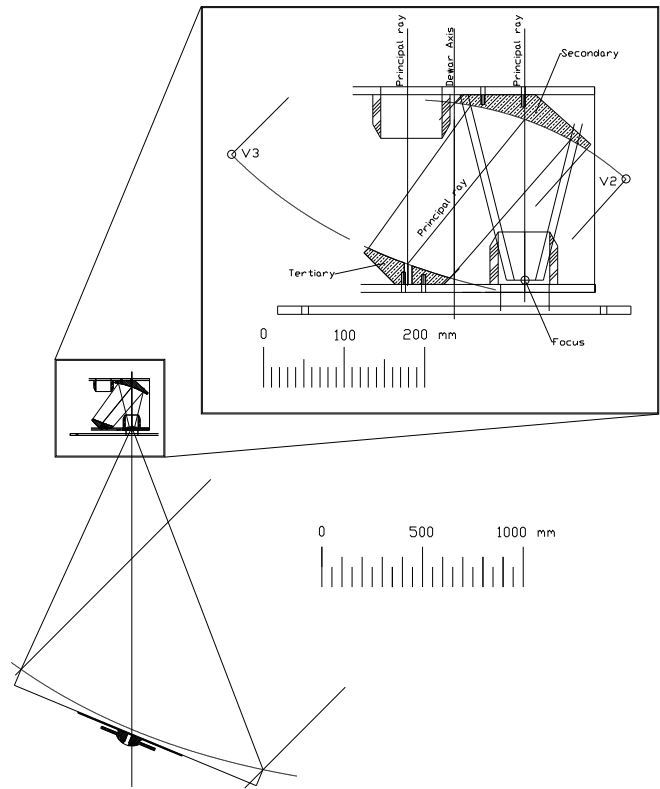 Principal ray
Dewar Axis
Principal ray
Secondary
V3
V2
Principal ray
Tertiary
0 100 200 mm
Focus
0 500 1000 mm